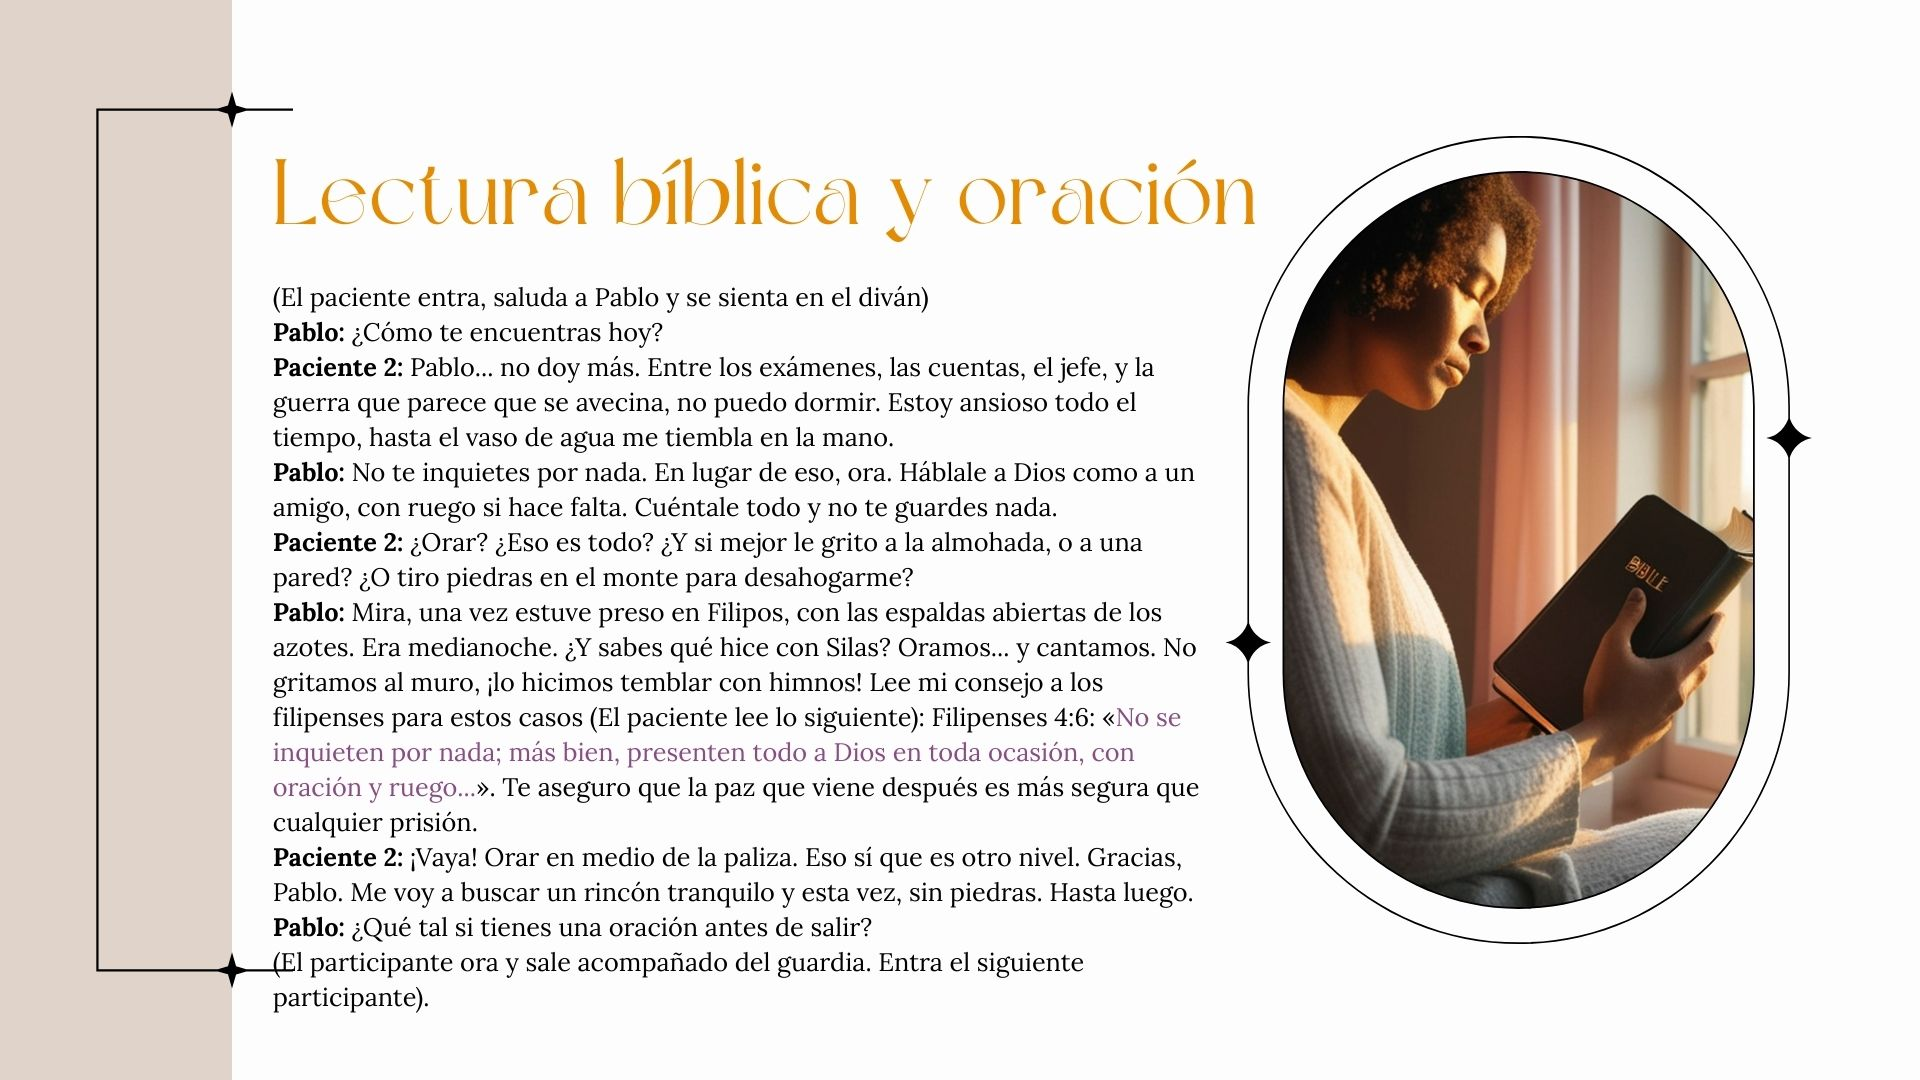 Lectura bíblica y oración
(El paciente entra, saluda a Pablo y se sienta en el diván)
Pablo: ¿Cómo te encuentras hoy?
Paciente 2: Pablo... no doy más. Entre los exámenes, las cuentas, el jefe, y la
guerra que parece que se avecina, no puedo dormir. Estoy ansioso todo el
tiempo, hasta el vaso de agua me tiembla en la mano.
Pablo: No te inquietes por nada. En lugar de eso, ora. Háblale a Dios como a un
amigo, con ruego si hace falta. Cuéntale todo y no te guardes nada.
Paciente 2: ¿Orar? ¿Eso es todo? ¿Y si mejor le grito a la almohada, o a una
pared? ¿O tiro piedras en el monte para desahogarme?
Pablo: Mira, una vez estuve preso en Filipos, con las espaldas abiertas de los
azotes. Era medianoche. ¿Y sabes qué hice con Silas? Oramos... y cantamos. No
gritamos al muro, ¡lo hicimos temblar con himnos! Lee mi consejo a los
filipenses para estos casos (El paciente lee lo siguiente): Filipenses 4:6: «No se
inquieten por nada; más bien, presenten todo a Dios en toda ocasión, con
oración y ruego...». Te aseguro que la paz que viene después es más segura que
cualquier prisión.
Paciente 2: ¡Vaya! Orar en medio de la paliza. Eso sí que es otro nivel. Gracias,
Pablo. Me voy a buscar un rincón tranquilo y esta vez, sin piedras. Hasta luego.
Pablo: ¿Qué tal si tienes una oración antes de salir?
(El participante ora y sale acompañado del guardia. Entra el siguiente
participante).
BIBLE